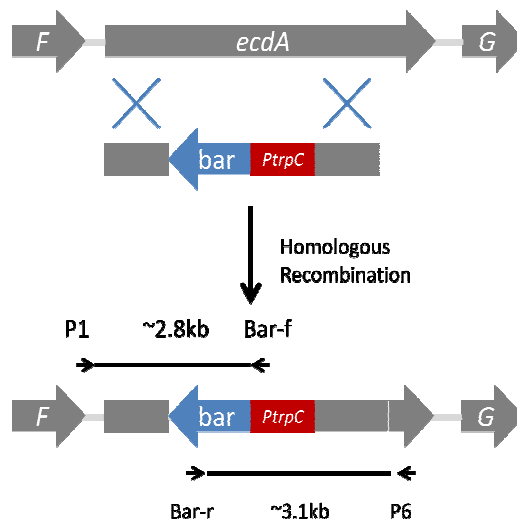 F ecdA G
bar PtrpC
Homologous
Recombination
P1 ~2.8kb Bar-f
F bar PtrpC G
Bar-r ~3.1kb P6